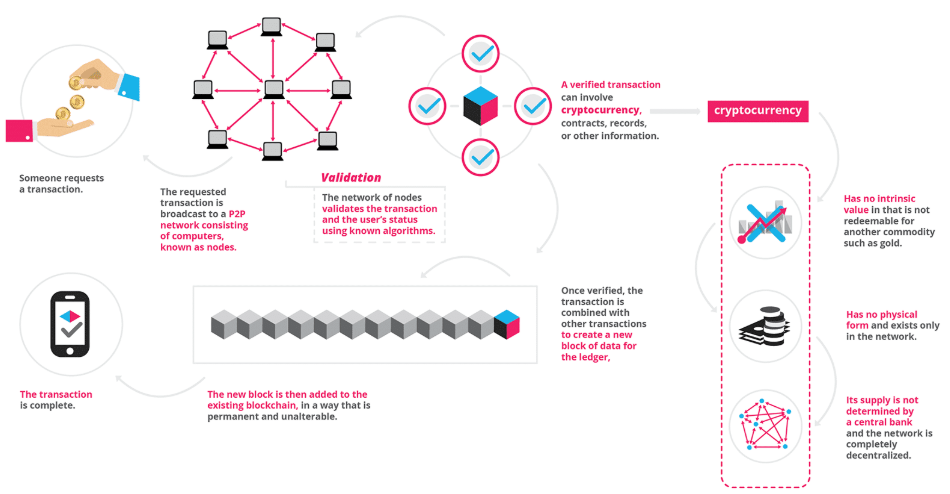 Someone requests
a transaction.
The requested
transaction is
broadcast to a P2P
network consisting
of computers,
known as nodes.
Validation
The network of nodes
validates the transaction
and the user's status
using known algorithms.
A verified transaction
can involve
cryptocurrency,
contracts, records,
or other information.
cryptocurrency
Has no intrinsic
value in that is not
redeemable for
another commodity
such as gold.
Has no physical
form and exists only
in the network.
Its supply is not
determined by
a central bank
and the network is
completely
decentralized.
Once verified, the
transaction is
combined with
other transactions
to create a new
block of data for
the ledger,
The new block is then added to the
existing blockchain, in a way that is
permanent and unalterable.
The transaction
is complete.